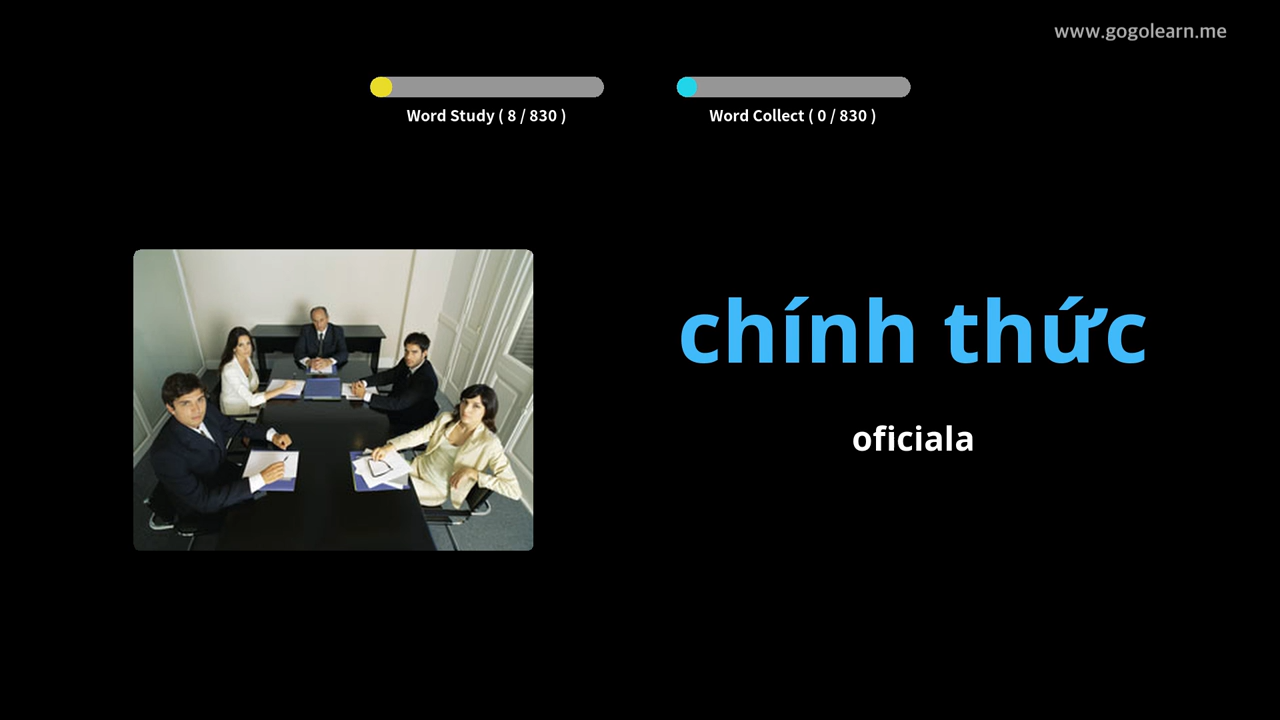 www.gogolearn.me
Word Study ( 8 / 830 )
Word Collect ( 0 / 830 )
chính thức
oficiala